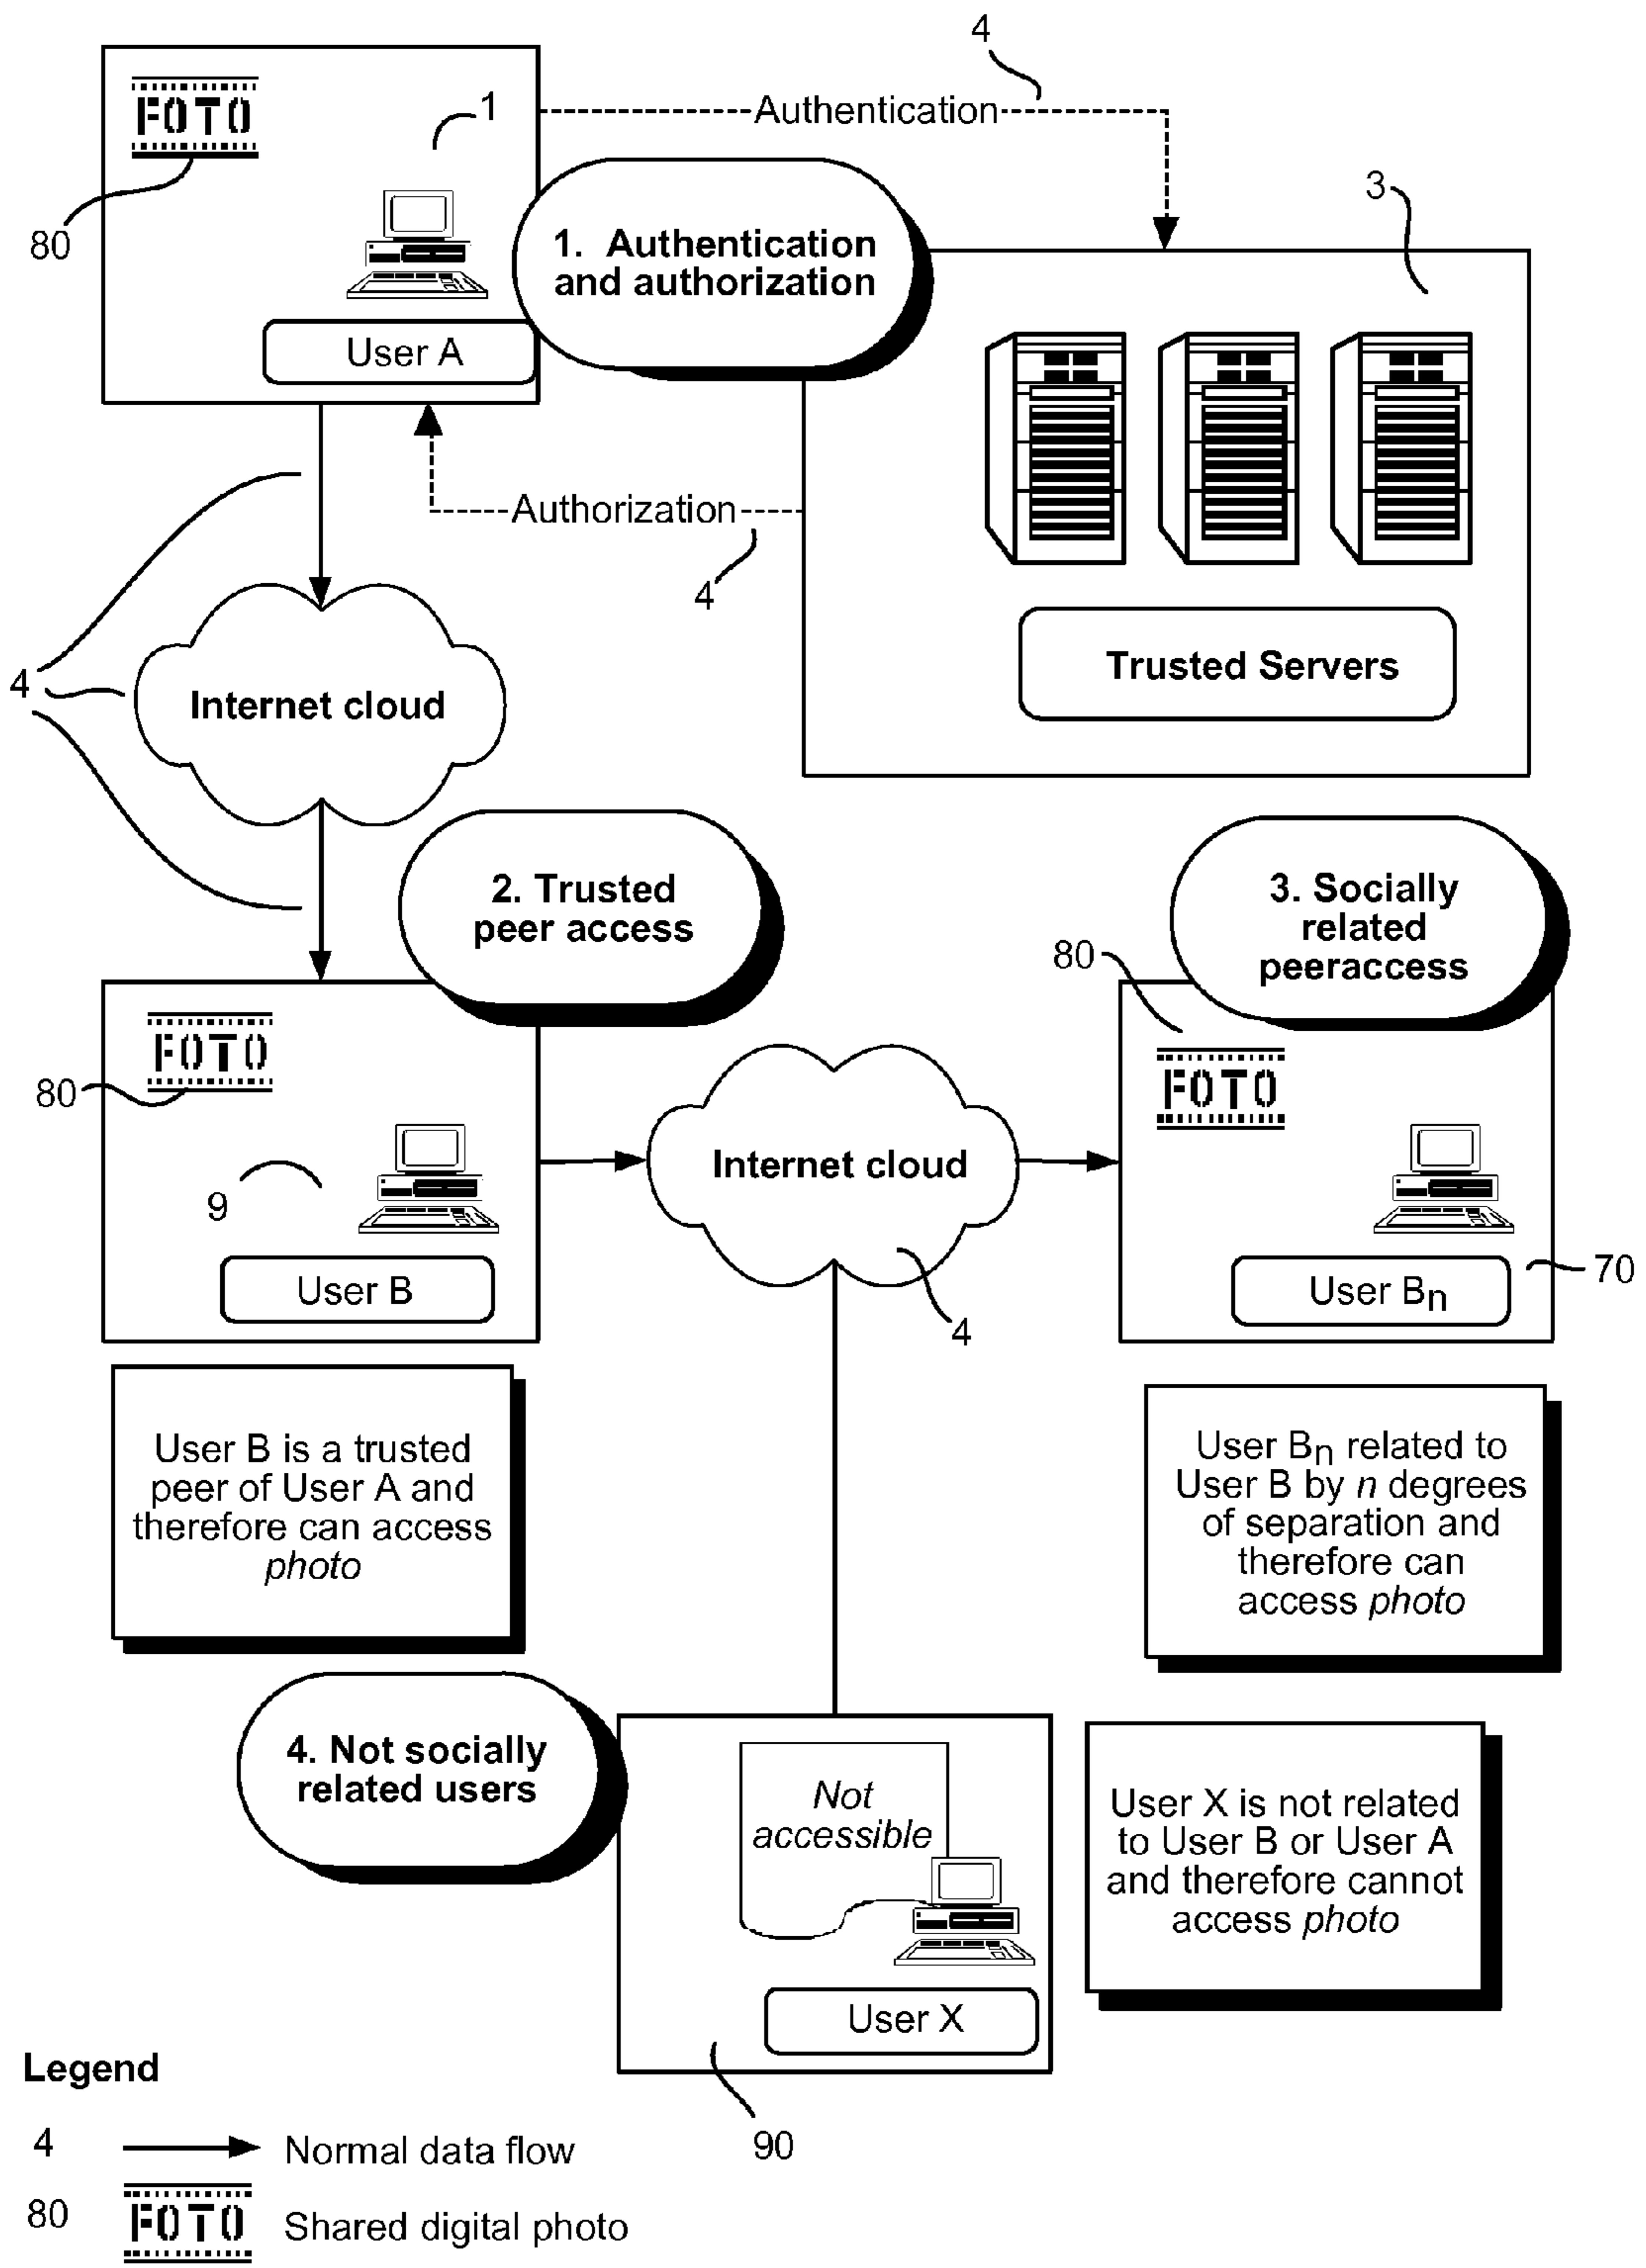 4
FOTO
1
Authentication
80
3
1. Authentication
and authorization
User A
Authorization
4
4
Internet cloud
Trusted Servers
2. Trusted
peer access
3. Socially
related
peeraccess
80
FOTO
80
FOTO
Internet cloud
9
User B
User Bn
70
4
User B is a trusted
peer of User A and
therefore can access
photo
User Bn related to
User B by n degrees
of separation and
therefore can
access photo
4. Not socially
related users
Not
accessible
User X is not related
to User B or User A
and therefore cannot
access photo
User X
90
Legend
4 Normal data flow
80 FOTO Shared digital photo